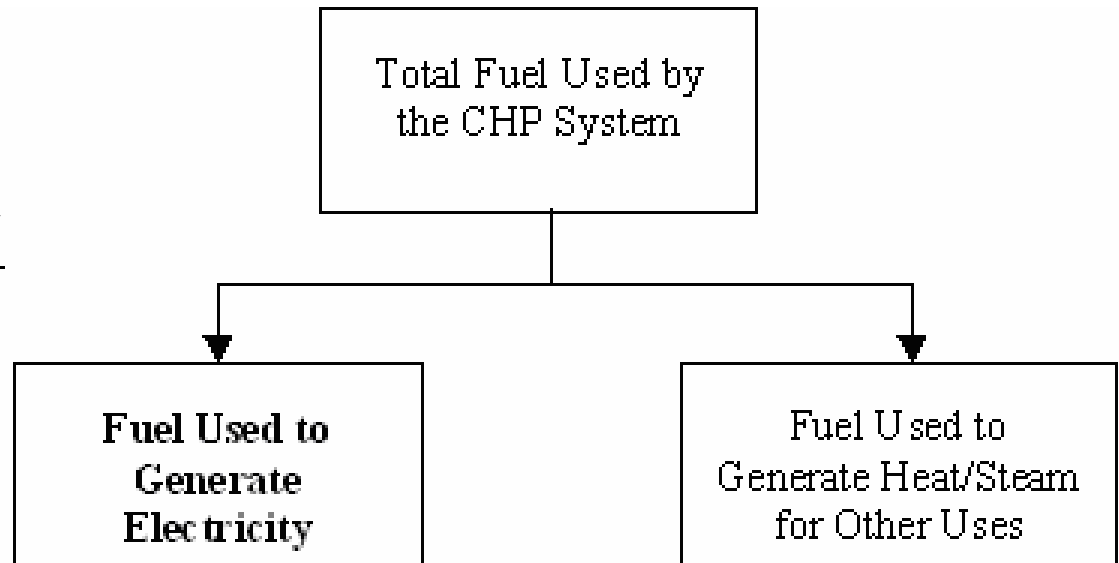 Total Fuel Used by
the CHP System
Fuel Used to
Generate
Electricity
Fuel Used to
Generate Heat/Steam
for Other Uses